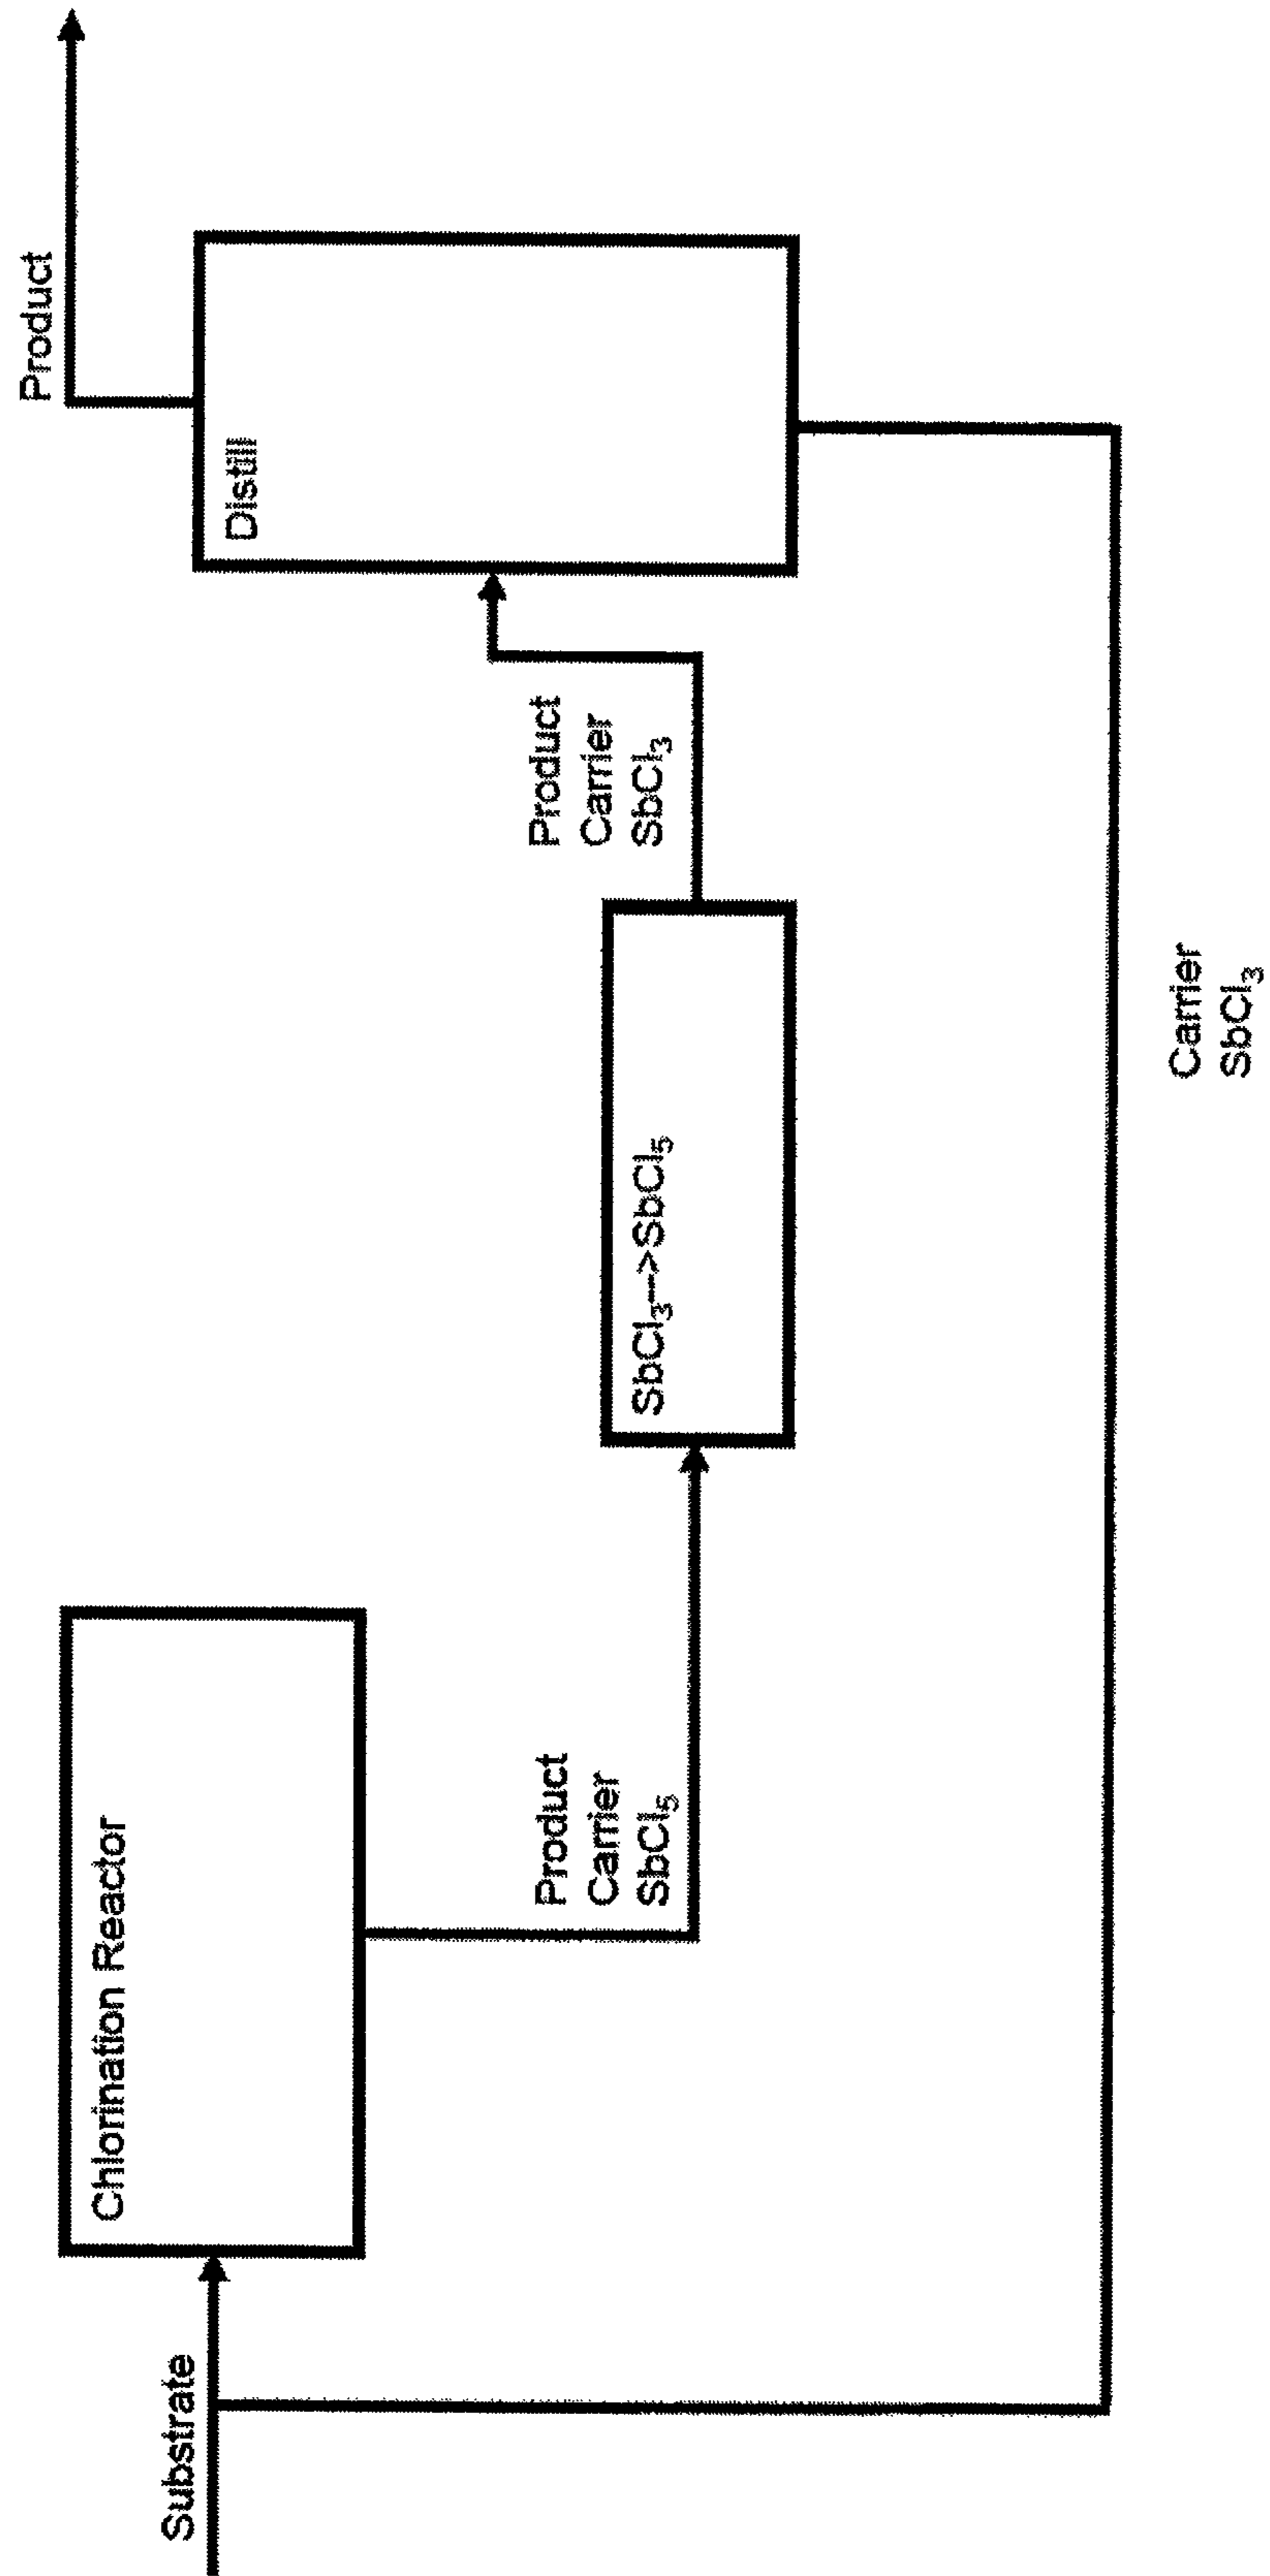 Substrate
Chlorination Reactor
Product
Carrier
SbCl₅
SbCl₃-->SbCl₅
Product
Carrier
SbCl₃
Distill
Product
Carrier
SbCl₃